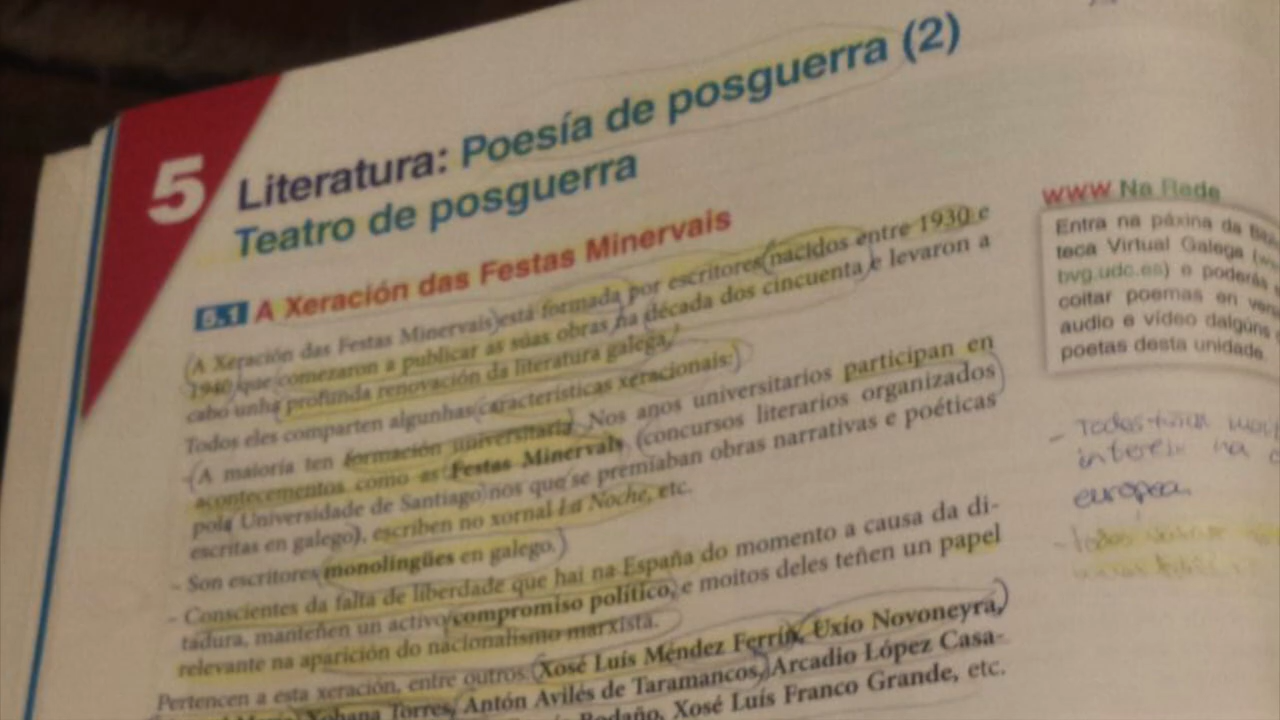 5
Literatura: Poesía de posguerra (2)
Teatro de posguerra
5.1 A Xeración das Festas Minervais
(A Xeración das Festas Minervais) está formada por escritores nacidos entre 1930 e
1940 que comezaron a publicar as súas obras na década dos cincuenta e levaron a
cabo unha profunda renovación da literatura galega.
Todos eles comparten algunhas características xeracionais:
- A maioría ten formación universitaria. Nos anos universitarios participan en
acontecementos como as Festas Minervais (concursos literarios organizados
pola Universidade de Santiago nos que se premiaban obras narrativas e poéticas
escritas en galego), escriben no xornal La Noche, etc.
- Son escritores monolingües en galego.
- Conscientes da falta de liberdade que hai na España do momento a causa da di-
tadura, manteñen un activo compromiso político, e moitos deles teñen un papel
relevante na aparición do nacionalismo marxista.
Pertencen a esta xeración, entre outros: Xosé Luís Méndez Ferrín, Uxío Novoneyra,
Xohana Torres, Antón Avilés de Taramancos, Arcadio López Casa-
Xosé Luís Franco Grande, etc.
WWW Na Rede
Entra na páxina da
teca Virtual Galega
bvg.udc.es) e poderás
coitar poemas en
audio e vídeo dalgúns
poetas desta unidade.
- Todos
interese na
europea.
- Todos